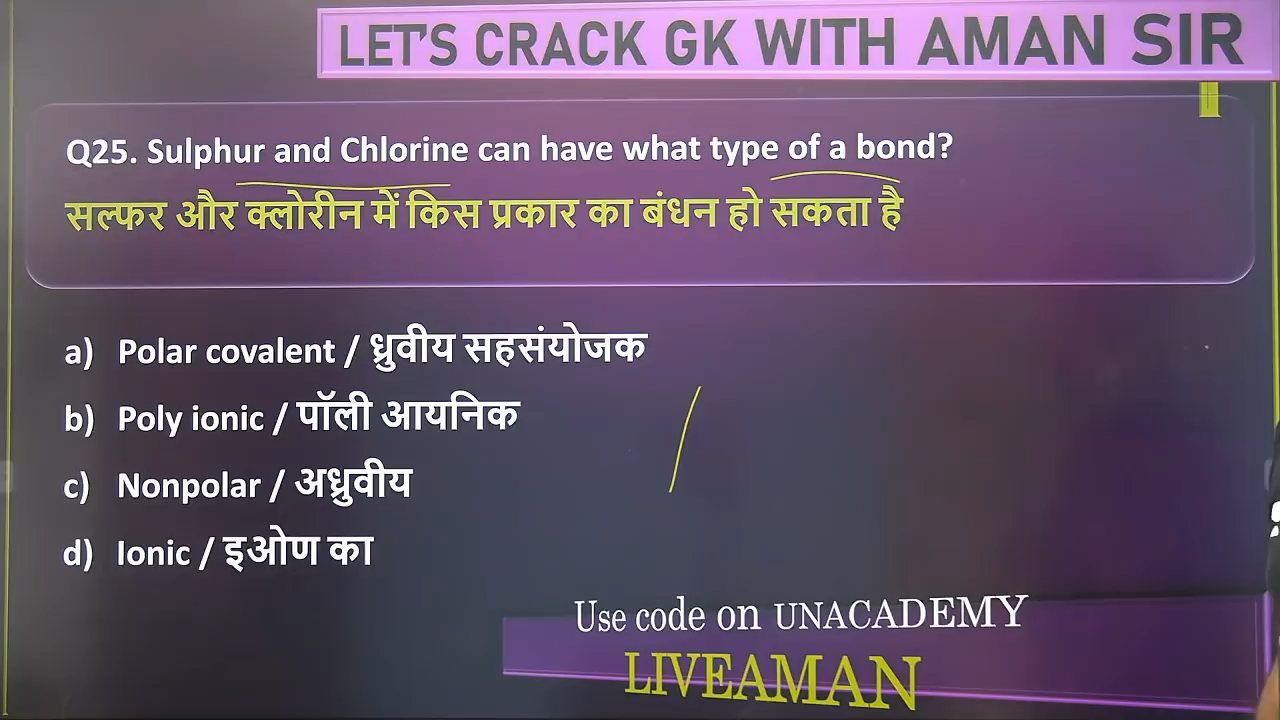 LET'S CRACK GK WITH AMAN SIR
Q25. Sulphur and Chlorine can have what type of a bond?
सल्फर और क्लोरीन में किस प्रकार का बंधन हो सकता है
a) Polar covalent / ध्रुवीय सहसंयोजक
b) Poly ionic / पॉली आयनिक
c) Nonpolar / अध्रुवीय
d) Ionic / इओण का
Use code on UNACADEMY
LIVEAMAN